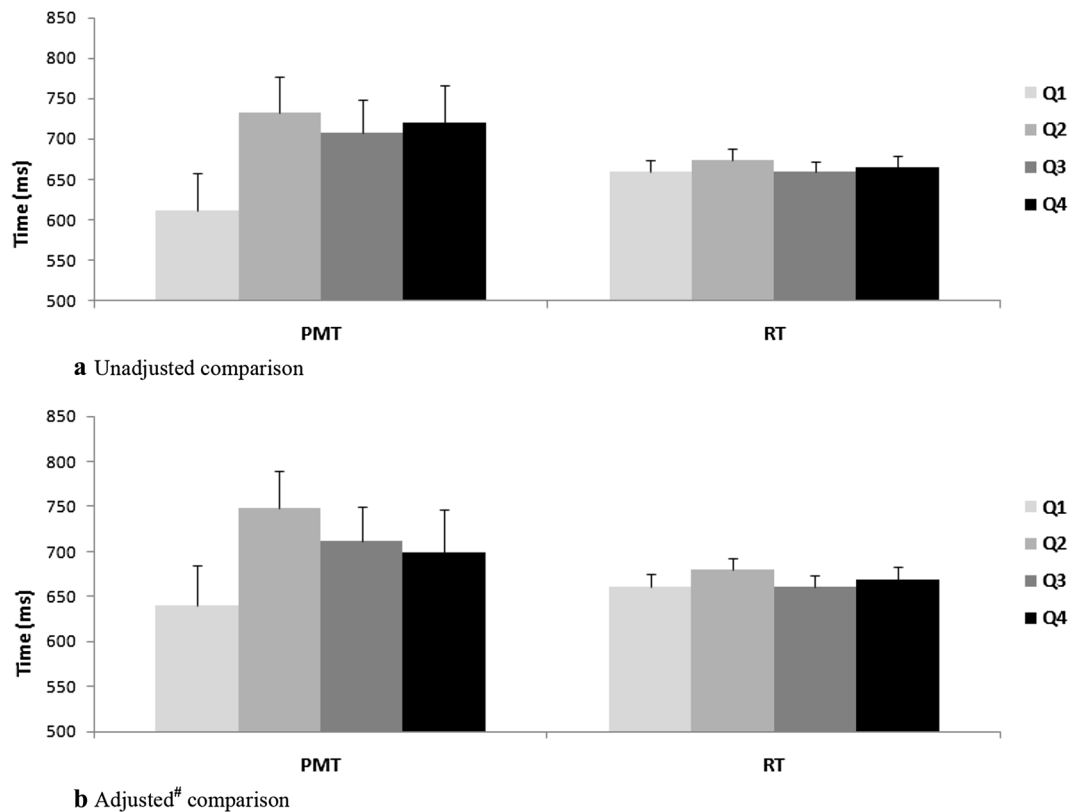 850
800
750
700
650
600
550
500
Time (ms)
PMT
RT
Q1
Q2
Q3
Q4
a Unadjusted comparison
850
800
750
700
650
600
550
500
Time (ms)
PMT
RT
Q1
Q2
Q3
Q4
b Adjusted# comparison